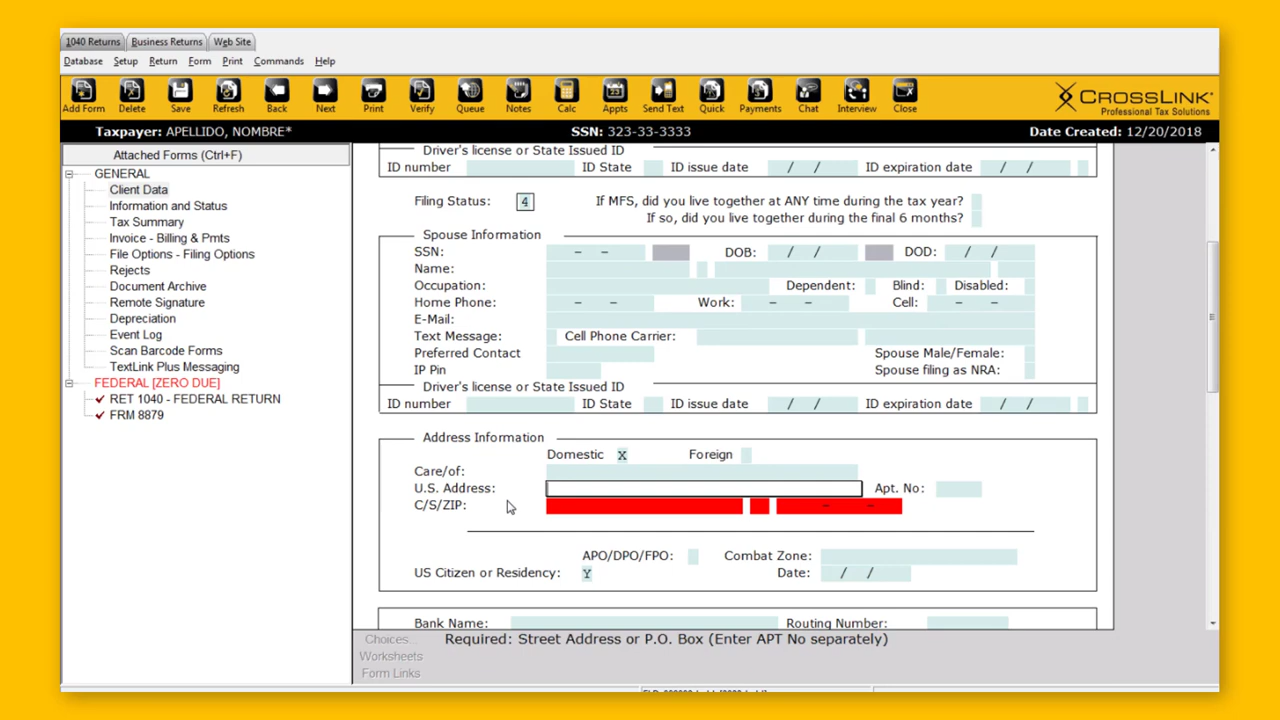 1040 Returns Business Returns Web Site
Database Setup Return Form Print Commands Help
Add Form Delete Save Refresh Back Next Print Verify Queue Notes Calc Appts Send Text Quick Payments Chat Interview Close
CROSSLINK
Professional Tax Solutions
Taxpayer: APELLIDO, NOMBRE* SSN: 323-33-3333 Date Created: 12/20/2018
Attached Forms (Ctrl+F)
GENERAL
Client Data
Information and Status
Tax Summary
Invoice - Billing & Pmts
File Options - Filing Options
Rejects
Document Archive
Remote Signature
Depreciation
Event Log
Scan Barcode Forms
TextLink Plus Messaging
FEDERAL [ZERO DUE]
RET 1040 - FEDERAL RETURN
FRM 8879
Driver's license or State Issued ID
ID number ID State ID issue date / / ID expiration date / /
Filing Status: 4 If MFS, did you live together at ANY time during the tax year?
If so, did you live together during the final 6 months?
Spouse Information
SSN: - - DOB: / / DOD: / /
Name:
Occupation: Dependent: Blind: Disabled:
Home Phone: - - Work: - - Cell: - -
E-Mail:
Text Message: Cell Phone Carrier:
Preferred Contact Spouse Male/Female:
IP Pin Spouse filing as NRA:
Driver's license or State Issued ID
ID number ID State ID issue date / / ID expiration date / /
Address Information
Domestic X Foreign
Care/of:
U.S. Address: Apt. No:
C/S/ZIP: - -
APO/DPO/FPO: Combat Zone:
US Citizen or Residency: Y Date: / /
Bank Name: Routing Number:
Choices... Required: Street Address or P.O. Box (Enter APT No separately)
Worksheets
Form Links